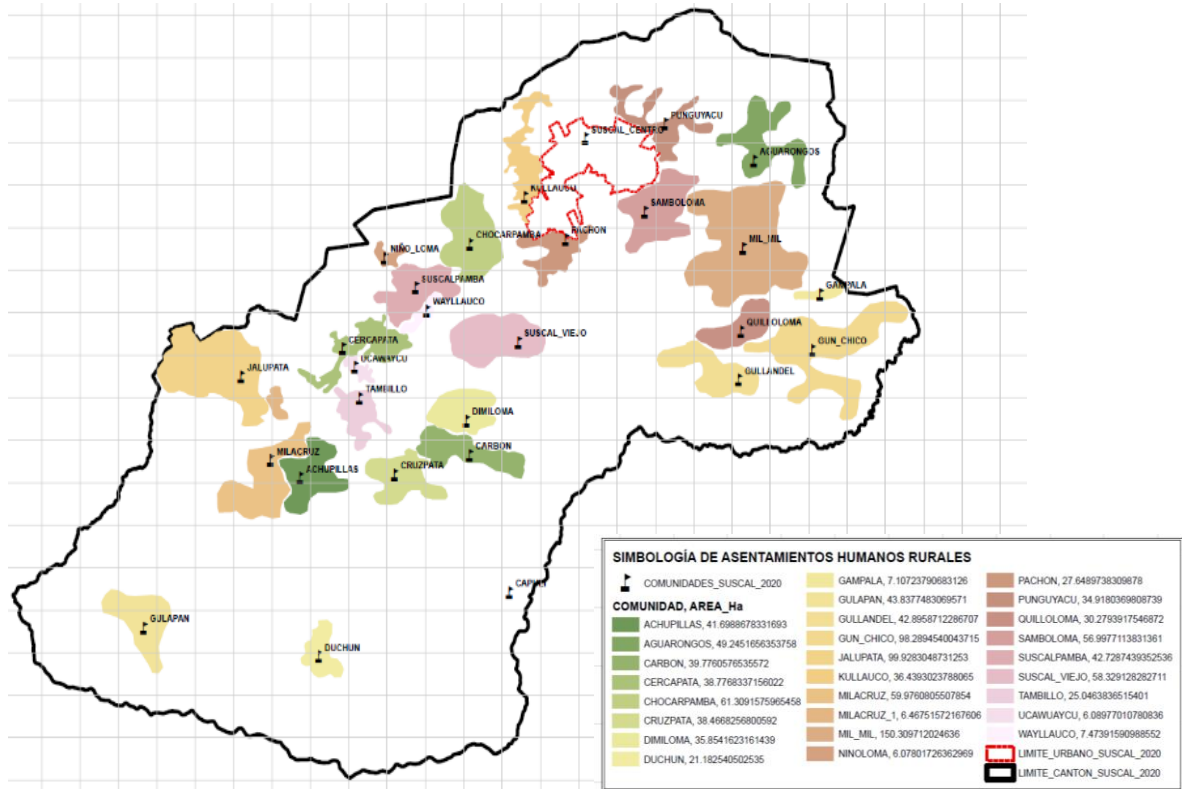 SUSCAL_CENTRO
PUNGUYACU
AGUARONGOS
KULLAUCO
SAMBOLOMA
CHOCARPAMBA
PACHON
MIL_MIL
NIÑO_LOMA
SUSCALPAMBA
GAMPALA
WAYLLAUCO
QUILLOLOMA
SUSCAL_VIEJO
GUN_CHICO
CERCAPATA
UCAWAYCU
JALUPATA
GULLANDEL
TAMBILLO
DIMILOMA
CARBON
MILACRUZ
ACHUPILLAS
CRUZPATA
GULAPAN
DUCHUN
SIMBOLOGÍA DE ASENTAMIENTOS HUMANOS RURALES
COMUNIDADES_SUSCAL_2020
COMUNIDAD, AREA_Ha
ACHUPILLAS, 41.6988678331693
AGUARONGOS, 49.2451656353758
CARBON, 39.7760576535572
CERCAPATA, 38.7768337156022
CHOCARPAMBA, 61.3091575965458
CRUZPATA, 38.4668256800592
DIMILOMA, 35.8541623161439
DUCHUN, 21.182540502535
GAMPALA, 7.10723790683126
GULAPAN, 43.8377483069571
GULLANDEL, 42.8958712286707
GUN_CHICO, 98.2894540043715
JALUPATA, 99.9283048731253
KULLAUCO, 36.4393023788065
MILACRUZ, 59.9760805507854
MILACRUZ_1, 6.46751572167606
MIL_MIL, 150.309712024636
NINOLOMA, 6.07801726362969
PACHON, 27.6489738309878
PUNGUYACU, 34.9180369808739
QUILLOLOMA, 30.2793917546872
SAMBOLOMA, 56.9977113831361
SUSCALPAMBA, 42.7287439352536
SUSCAL_VIEJO, 58.329128282711
TAMBILLO, 25.0463836515401
UCAWUAYCU, 6.08977010780836
WAYLLAUCO, 7.47391590988552
LIMITE_URBANO_SUSCAL_2020
LIMITE_CANTON_SUSCAL_2020